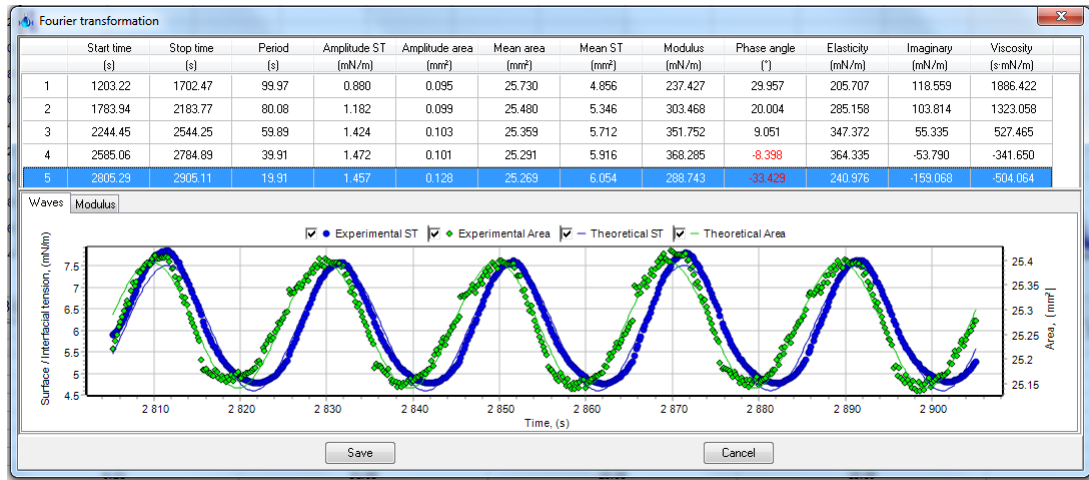 Fourier transformation
Start time Stop time Period Amplitude ST Amplitude area Mean area Mean ST Modulus Phase angle Elasticity Imaginary Viscosity
(s) (s) (s) (mN/m) (mm²) (mm²) (mN/m) (mN/m) (°) (mN/m) (mN/m) (s·mN/m)
1 1203.22 1702.47 99.97 0.880 0.095 25.730 4.856 237.427 29.957 205.707 118.559 1886.422
2 1783.94 2183.77 80.08 1.182 0.099 25.480 5.346 303.468 20.004 285.158 103.814 1323.058
3 2244.45 2544.25 59.89 1.424 0.103 25.359 5.712 351.752 9.051 347.372 55.335 527.465
4 2585.06 2784.89 39.91 1.472 0.101 25.291 5.916 368.285 -8.398 364.335 -53.790 -341.650
5 2805.29 2905.11 19.91 1.457 0.128 25.269 6.054 288.743 -33.429 240.976 -159.068 -504.064
Waves Modulus
Experimental ST Experimental Area Theoretical ST Theoretical Area
Surface / Interfacial tension, (mN/m)
7.5
7
6.5
6
5.5
5
4.5
25.4
25.35
25.3
25.25
25.2
25.15
Area, [mm²]
2 810 2 820 2 830 2 840 2 850 2 860 2 870 2 880 2 890 2 900
Time, (s)
Save Cancel